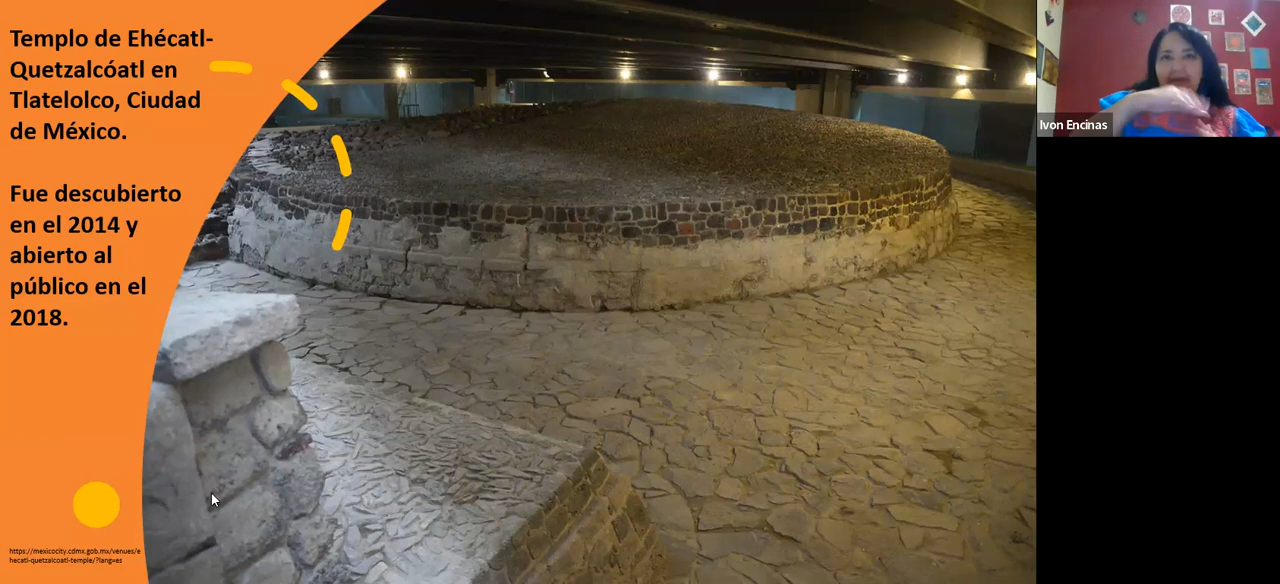 Templo de Ehécatl-
Quetzalcóatl en
Tlatelolco, Ciudad
de México.
Fue descubierto
en el 2014 y
abierto al
público en el
2018.
https://mexicocity.cdmx.gob.mx/venues/e
hecatl-quetzalcoatl-temple/?lang=es
Ivon Encinas